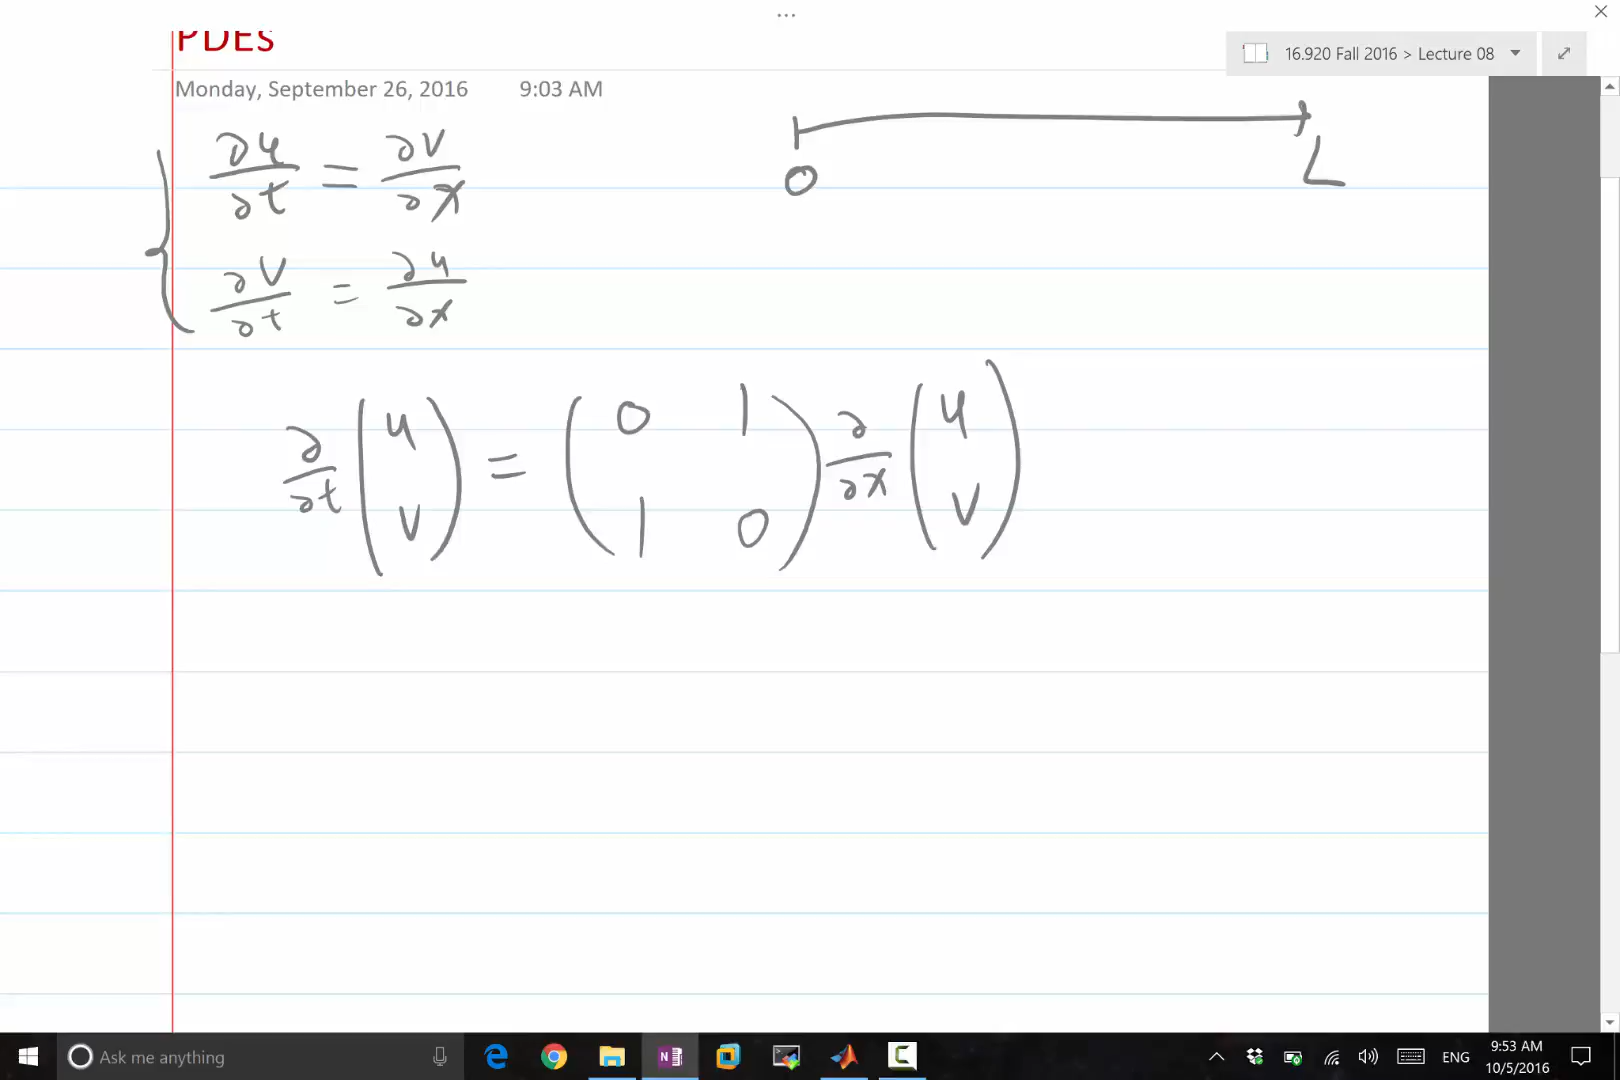 ...
PDEs
16.920 Fall 2016 > Lecture 08
Monday, September 26, 2016 9:03 AM
∂u/∂t = ∂v/∂x
0 L
∂v/∂t = ∂u/∂x
∂/∂t (u v) = (0 1 1 0) ∂/∂x (u v)
Ask me anything
ENG
9:53 AM
10/5/2016